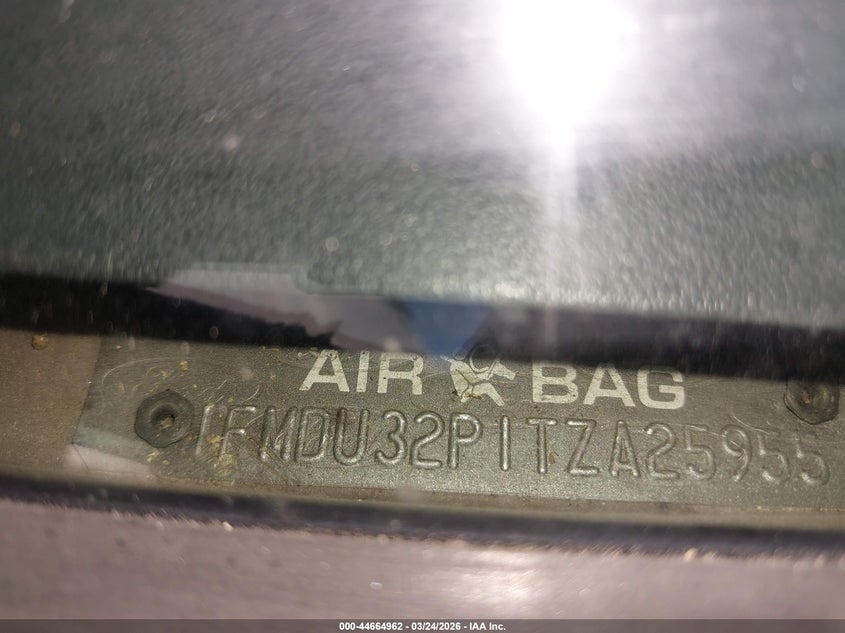 AIR BAG
1FMDU32P1TZA25955
000-44664962 - 03/24/2026 - IAA Inc.